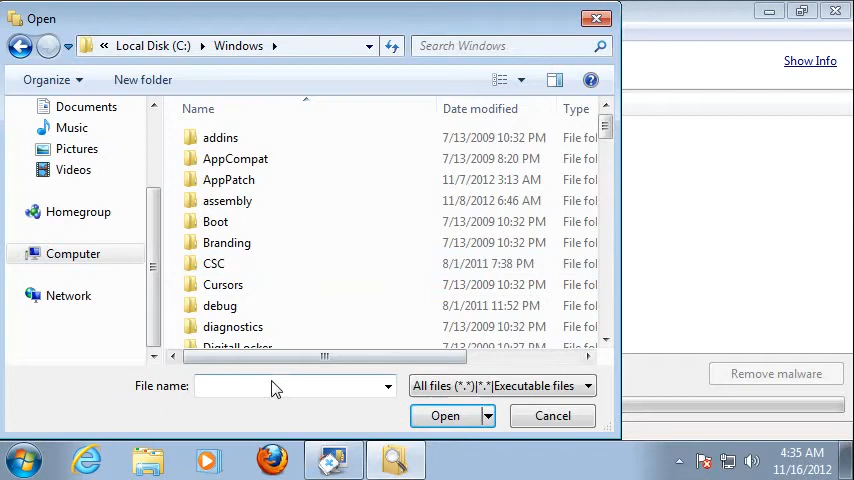 Open
Local Disk (C:) Windows
Search Windows
Show Info
Organize
New folder
Name
Date modified
Type
Documents
Music
Pictures
Videos
Homegroup
Computer
Network
addins 7/13/2009 10:32 PM File fol
AppCompat 7/13/2009 8:20 PM File fol
AppPatch 11/7/2012 3:13 AM File fol
assembly 11/8/2012 6:46 AM File fol
Boot 7/13/2009 10:32 PM File fol
Branding 7/13/2009 10:32 PM File fol
CSC 8/1/2011 7:38 PM File fol
Cursors 7/13/2009 10:32 PM File fol
debug 8/1/2011 11:52 PM File fol
diagnostics 7/13/2009 10:32 PM File fol
DigitalLocker 7/13/2009 10:37 PM File fol
File name:
All files (*.*)|*.*|Executable files
Open
Cancel
Remove malware
4:35 AM
11/16/2012